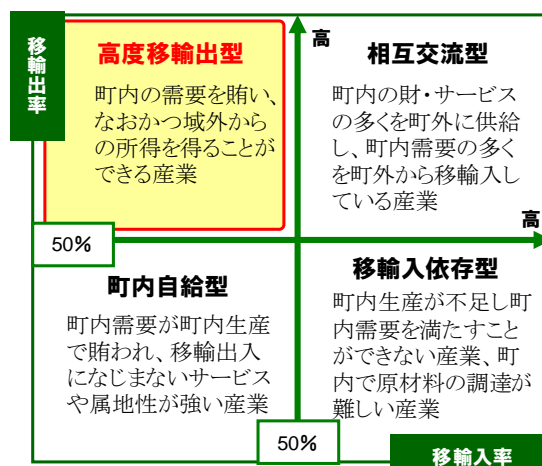 移輸出率
高度移輸出型
町内の需要を賄い、
なおかつ域外から
の所得を得ることが
できる産業
高
相互交流型
町内の財・サービス
の多くを町外に供給
し、町内需要の多く
を町外から移輸入し
ている産業
高
50%
町内自給型
町内需要が町内生産
で賄われ、移輸出入
になじまないサービス
や属地性が強い産業
移輸入依存型
町内生産が不足し町
内需要を満たすこと
ができない産業、町
内で原材料の調達が
難しい産業
50%
移輸入率